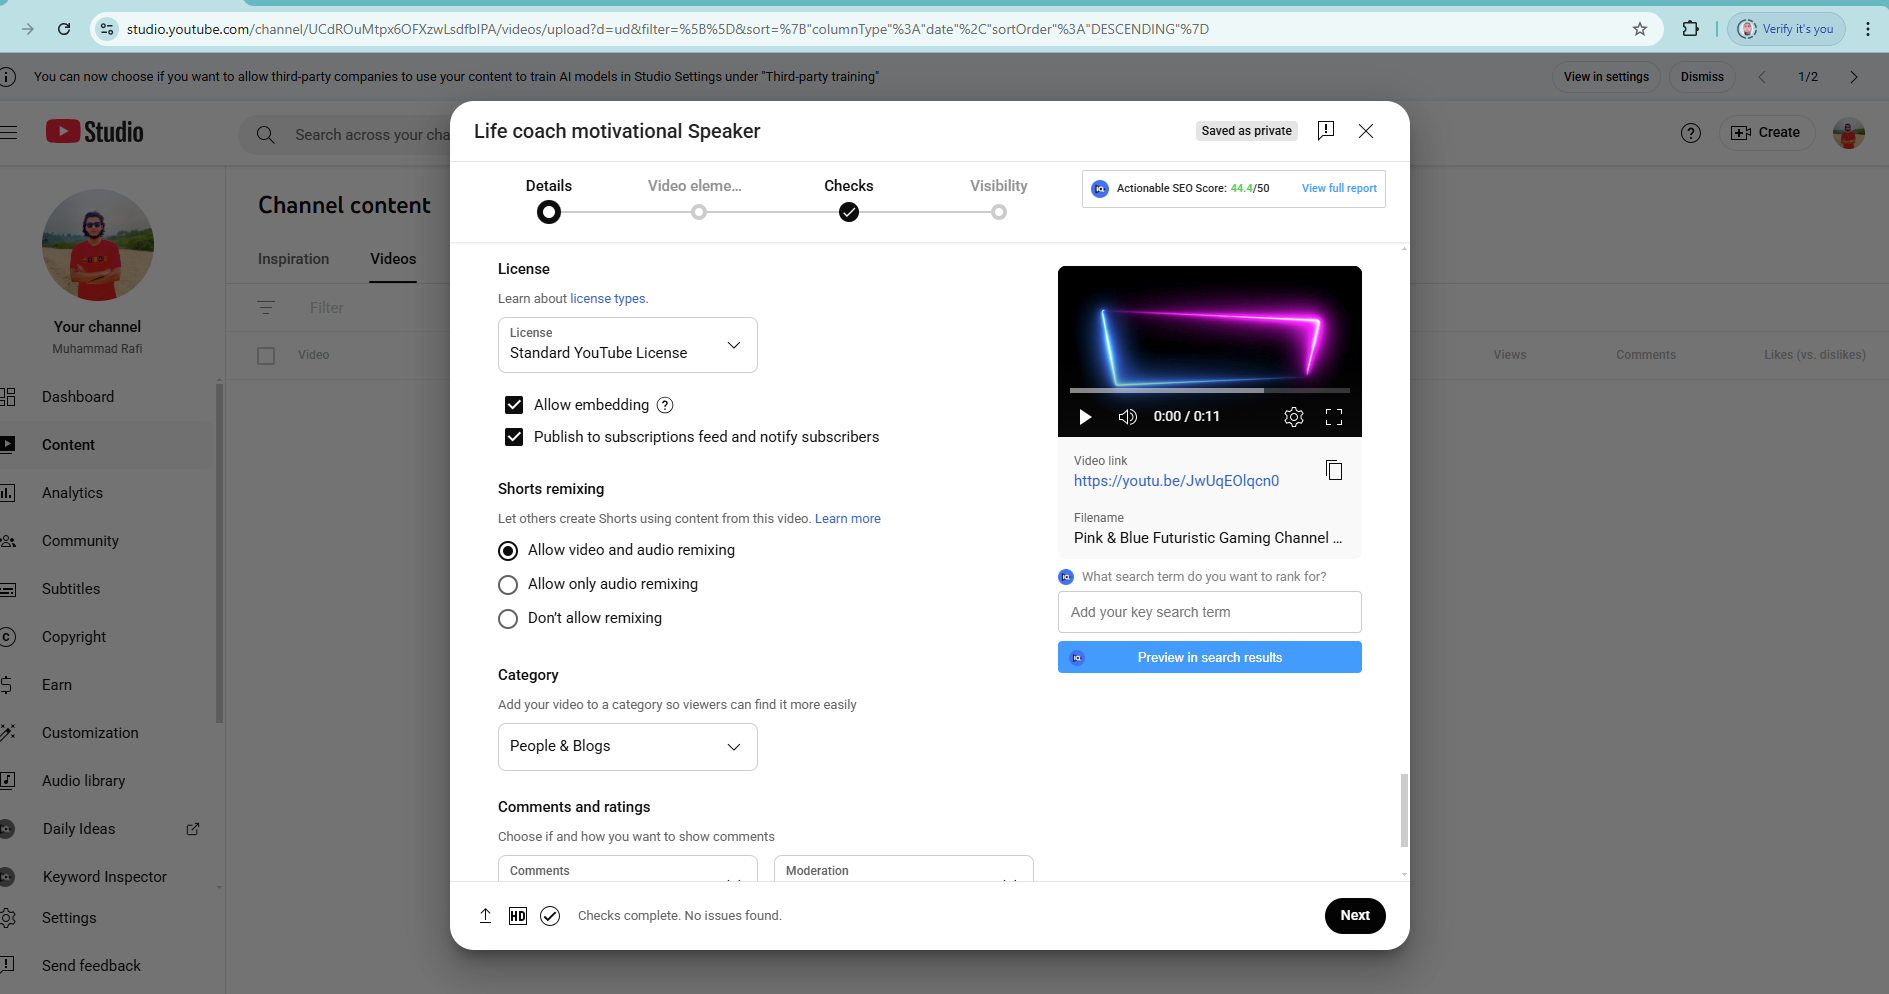 studio.youtube.com/channel/UCdROuMtpx6OFXzwLsdfbIPA/videos/upload?d=ud&filter=%5B%5D&sort=%7B"columnType"%3A"date"%2C"sortOrder"%3A"DESCENDING"%7D
Verify it's you
You can now choose if you want to allow third-party companies to use your content to train AI models in Studio Settings under "Third-party training"
View in settings
Dismiss
1/2
Studio
Search across your cha
Create
Life coach motivational Speaker
Saved as private
Details
Video eleme...
Checks
Visibility
Actionable SEO Score: 44.4/50
View full report
Your channel
Muhammad Rafi
Dashboard
Content
Analytics
Community
Subtitles
Copyright
Earn
Customization
Audio library
Daily Ideas
Keyword Inspector
Settings
Send feedback
Channel content
Inspiration
Videos
Filter
Video
Views
Comments
Likes (vs. dislikes)
License
Learn about license types.
License
Standard YouTube License
Allow embedding
Publish to subscriptions feed and notify subscribers
Shorts remixing
Let others create Shorts using content from this video. Learn more
Allow video and audio remixing
Allow only audio remixing
Don't allow remixing
Category
Add your video to a category so viewers can find it more easily
People & Blogs
Comments and ratings
Choose if and how you want to show comments
Comments
Moderation
0:00 / 0:11
Video link
https://youtu.be/JwUqEOlqcn0
Filename
Pink & Blue Futuristic Gaming Channel ...
What search term do you want to rank for?
Add your key search term
Preview in search results
HD
Checks complete. No issues found.
Next